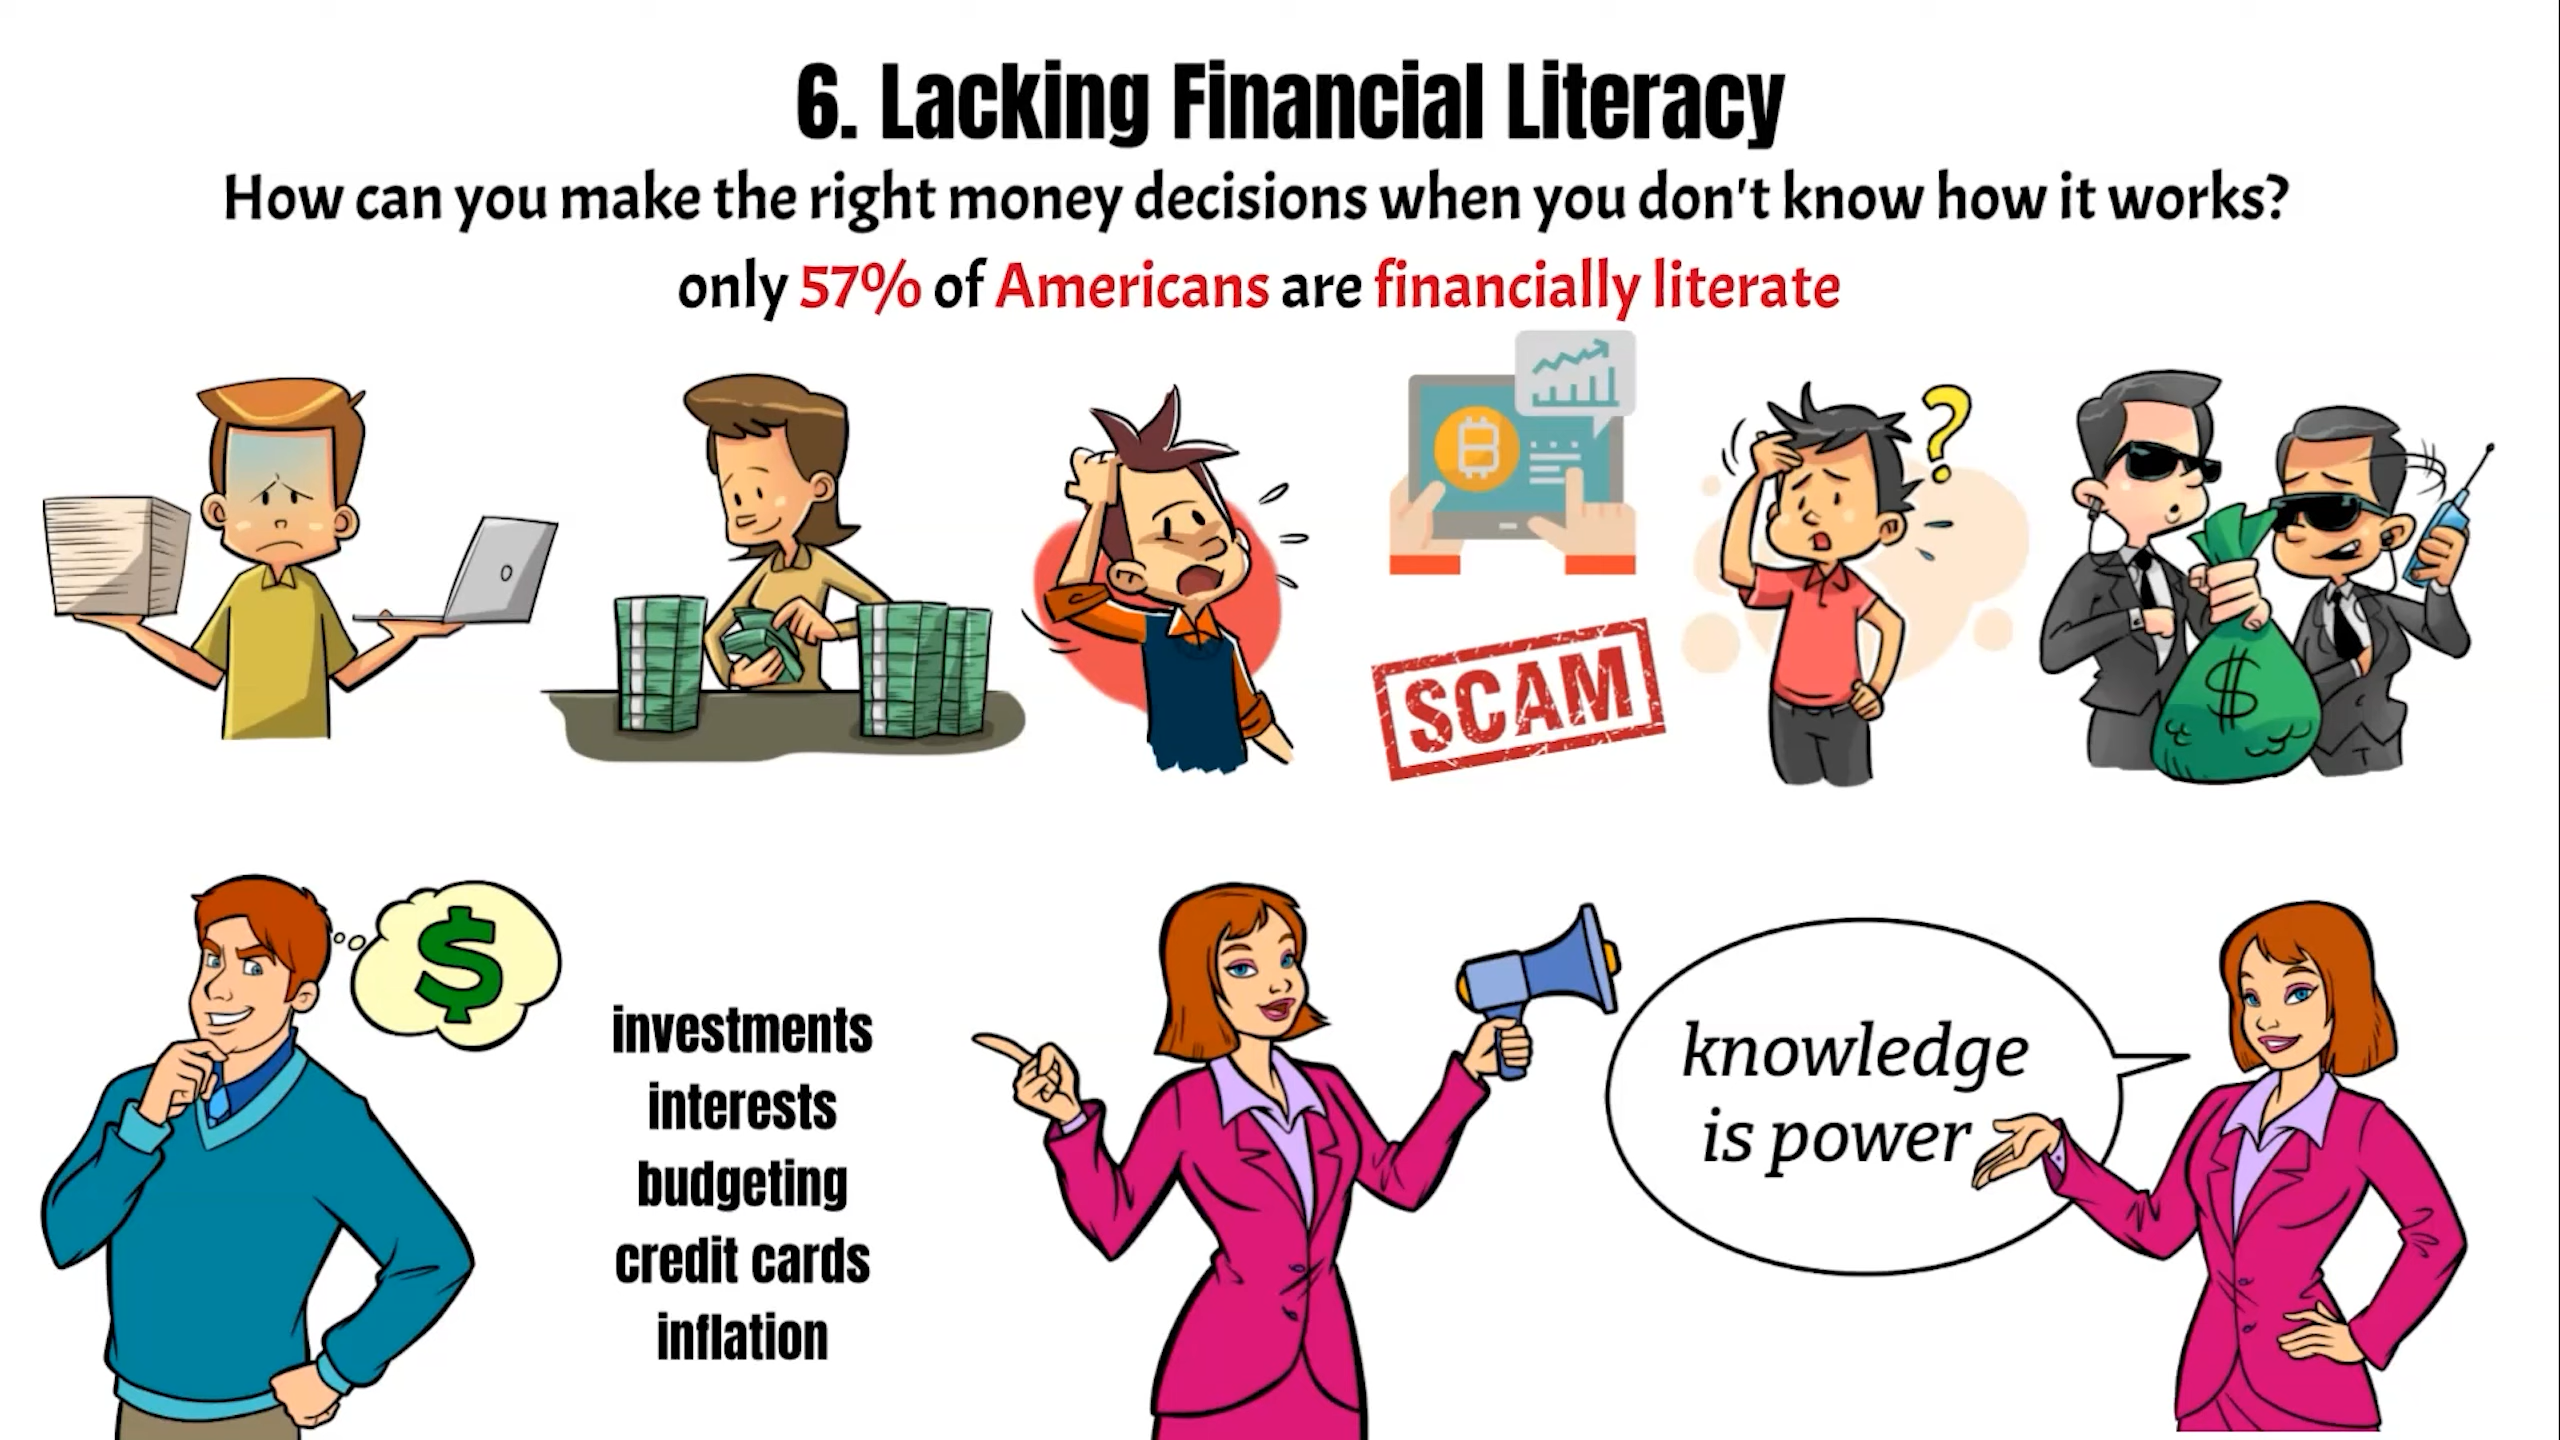 6. Lacking Financial Literacy
How can you make the right money decisions when you don't know how it works?
only 57% of Americans are financially literate
SCAM
investments
interests
budgeting
credit cards
inflation
knowledge
is power